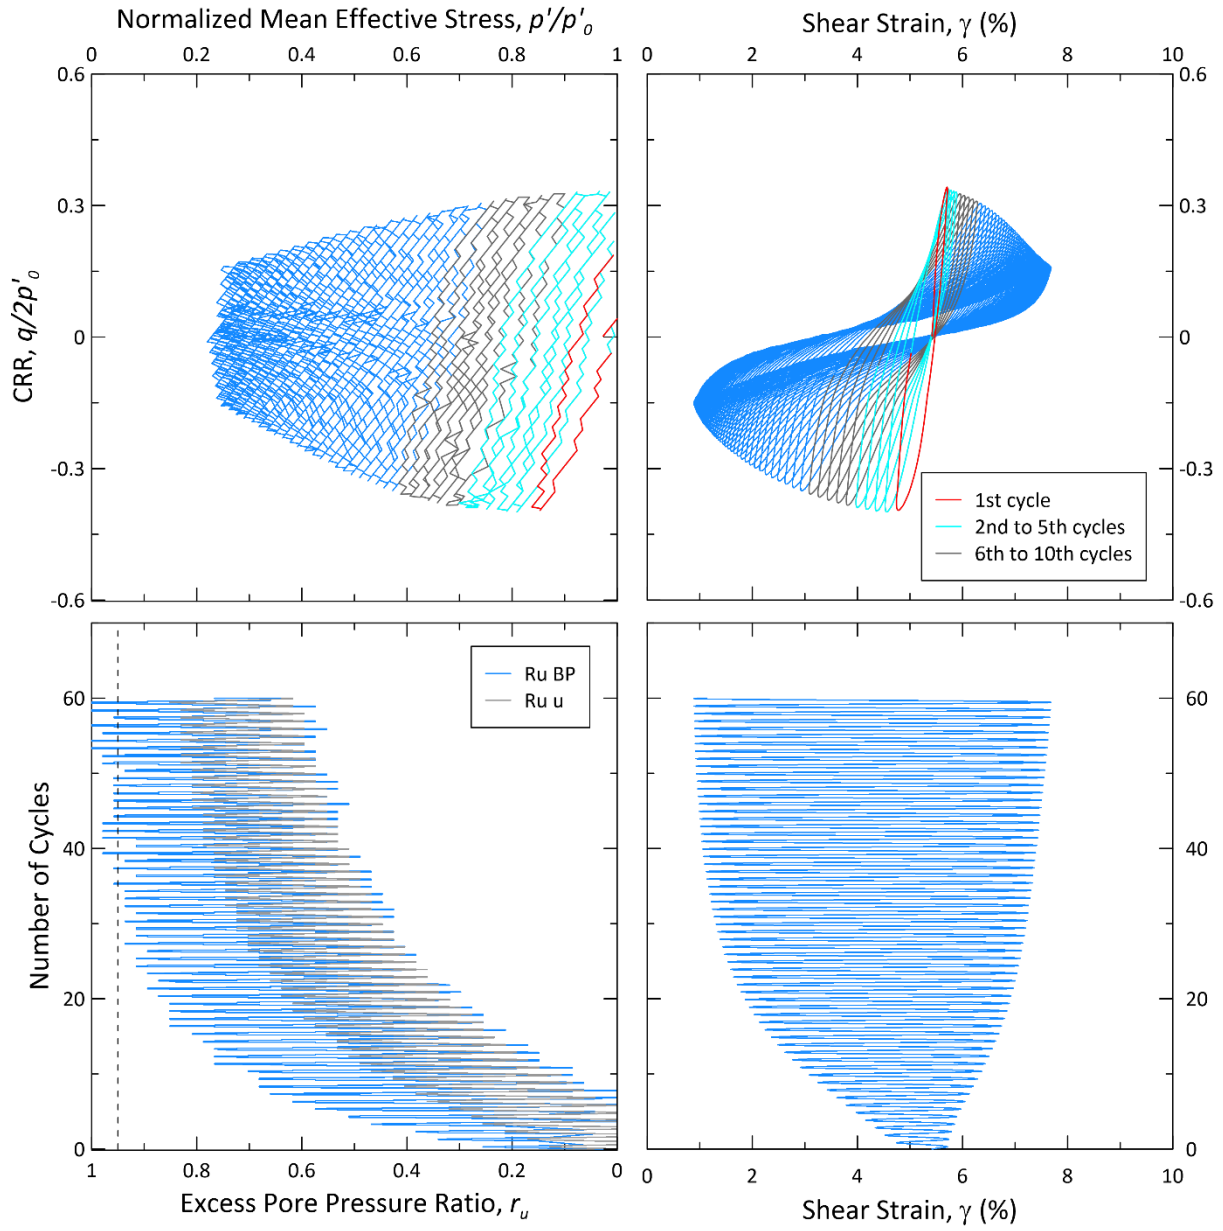 Normalized Mean Effective Stress, p'/p'₀
Shear Strain, γ (%)
0 0.2 0.4 0.6 0.8 1
0 2 4 6 8 10
0.6
0.3
0
-0.3
-0.6
CRR, q/2p'₀
0.6
0.3
0
-0.3
-0.6
1st cycle
2nd to 5th cycles
6th to 10th cycles
60
40
20
0
Number of Cycles
Ru BP
Ru u
60
40
20
0
1 0.8 0.6 0.4 0.2 0
0 2 4 6 8 10
Excess Pore Pressure Ratio, rᵤ
Shear Strain, γ (%)